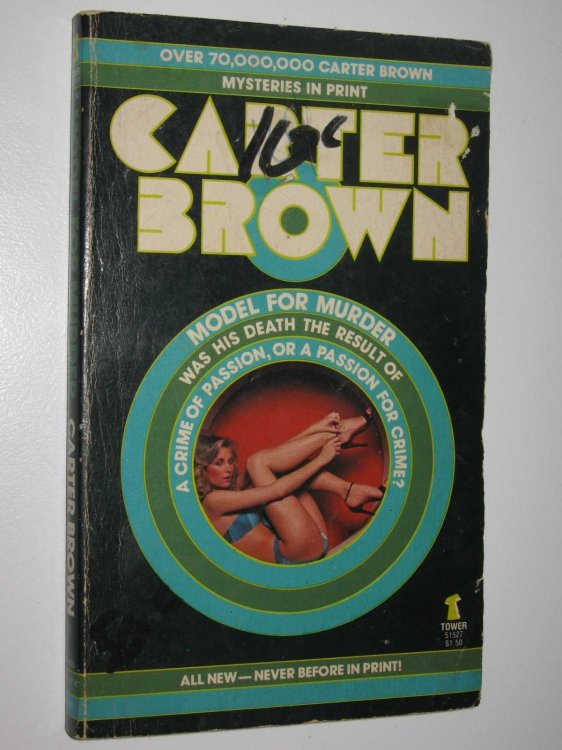 OVER 70,000,000 CARTER BROWN
MYSTERIES IN PRINT
CARTER
BROWN
MODEL FOR MURDER
WAS HIS DEATH THE RESULT OF
A CRIME OF PASSION, OR A PASSION FOR CRIME?
TOWER
51527
$1.50
ALL NEW—NEVER BEFORE IN PRINT!
CARTER BROWN